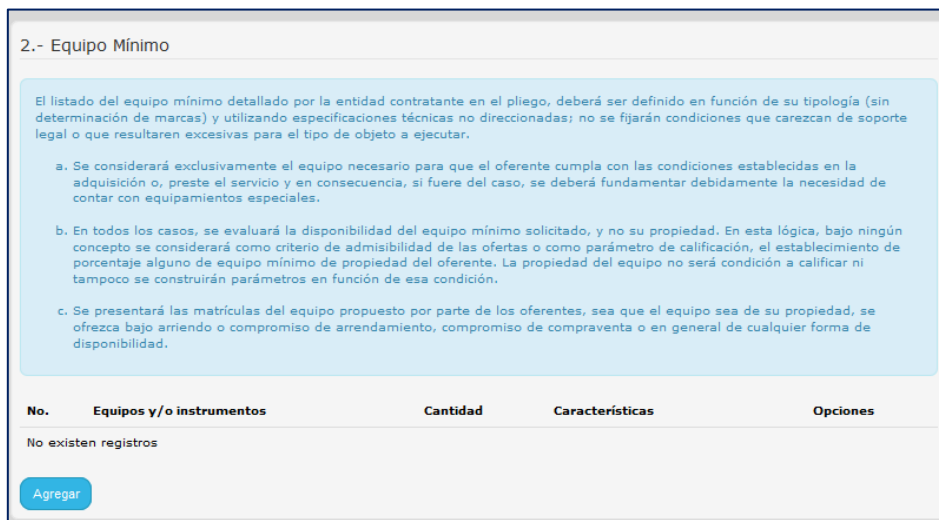 2.- Equipo Mínimo
El listado del equipo mínimo detallado por la entidad contratante en el pliego, deberá ser definido en función de su tipología (sin
determinación de marcas) y utilizando especificaciones técnicas no direccionadas; no se fijarán condiciones que carezcan de soporte
legal o que resultaren excesivas para el tipo de objeto a ejecutar.
a. Se considerará exclusivamente el equipo necesario para que el oferente cumpla con las condiciones establecidas en la
adquisición o, preste el servicio y en consecuencia, si fuere del caso, se deberá fundamentar debidamente la necesidad de
contar con equipamientos especiales.
b. En todos los casos, se evaluará la disponibilidad del equipo mínimo solicitado, y no su propiedad. En esta lógica, bajo ningún
concepto se considerará como criterio de admisibilidad de las ofertas o como parámetro de calificación, el establecimiento de
porcentaje alguno de equipo mínimo de propiedad del oferente. La propiedad del equipo no será condición a calificar ni
tampoco se construirán parámetros en función de esa condición.
c. Se presentará las matrículas del equipo propuesto por parte de los oferentes, sea que el equipo sea de su propiedad, se
ofrezca bajo arriendo o compromiso de arrendamiento, compromiso de compraventa o en general de cualquier forma de
disponibilidad.
No. Equipos y/o instrumentos Cantidad Características Opciones
No existen registros
Agregar